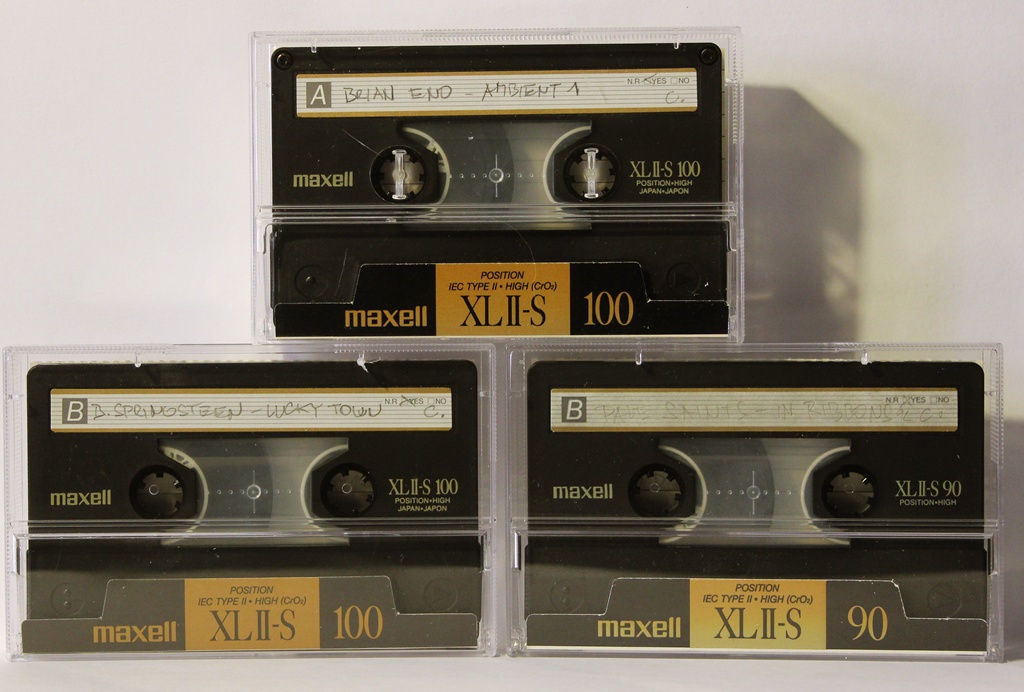 A BRIAN ENO - AMBIENT 1 N.R YES NO
C.
maxell XLII-S 100
POSITION•HIGH
JAPAN•JAPON
POSITION
IEC TYPE II • HIGH (CrO₂)
maxell XLII-S 100
B B. SPRINGSTEEN - LUCKY TOWN N.R YES NO
C.
maxell XLII-S 100
POSITION•HIGH
JAPAN•JAPON
POSITION
IEC TYPE II • HIGH (CrO₂)
maxell XLII-S 100
B SAINTS N.R YES NO
C.
maxell XLII-S 90
POSITION•HIGH
POSITION
IEC TYPE II • HIGH (CrO₂)
maxell XLII-S 90